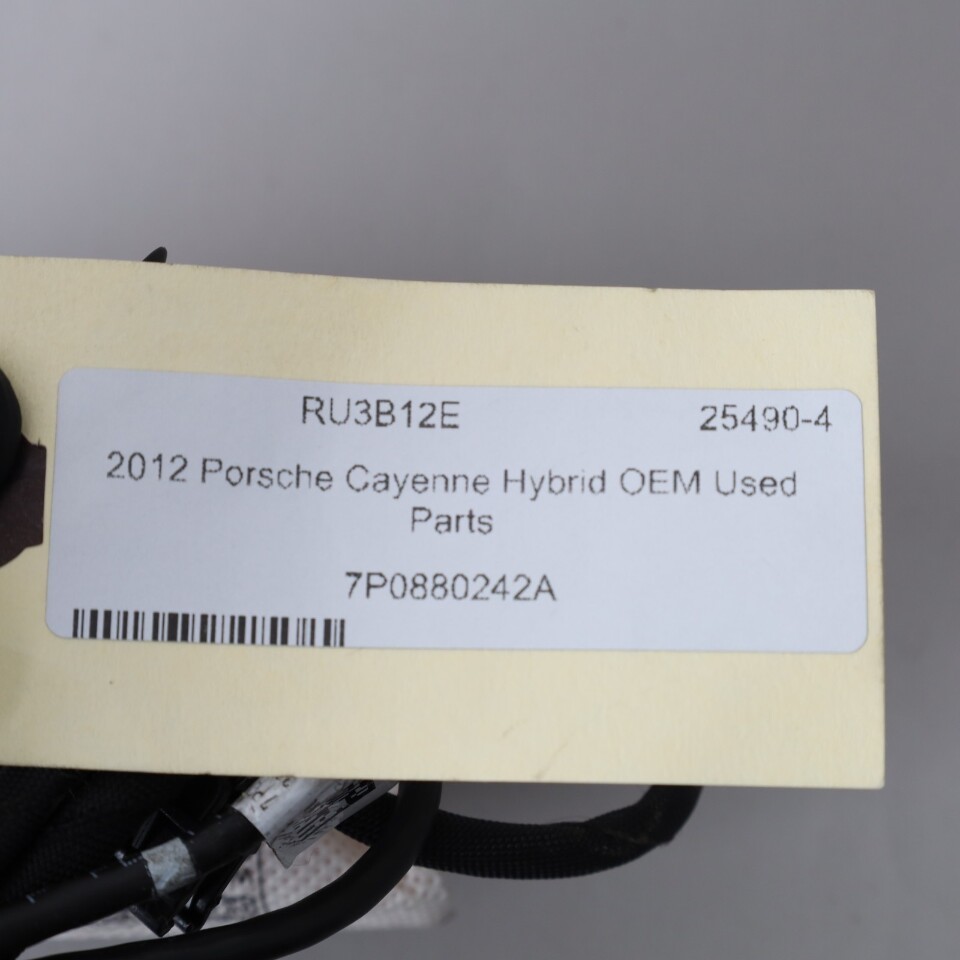 RU3B12E 25490-4
2012 Porsche Cayenne Hybrid OEM Used
Parts
7P0880242A